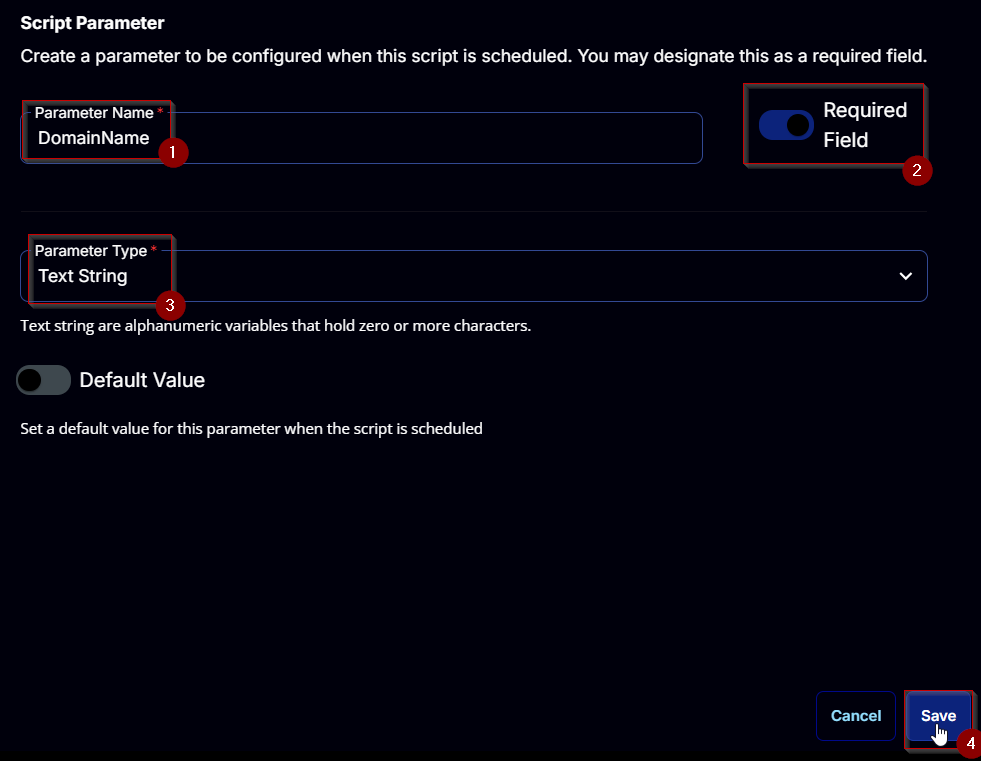 Script Parameter
Create a parameter to be configured when this script is scheduled. You may designate this as a required field.
Parameter Name *
DomainName
1
Required
Field
2
Parameter Type *
Text String
3
Text string are alphanumeric variables that hold zero or more characters.
Default Value
Set a default value for this parameter when the script is scheduled
Cancel
Save
4